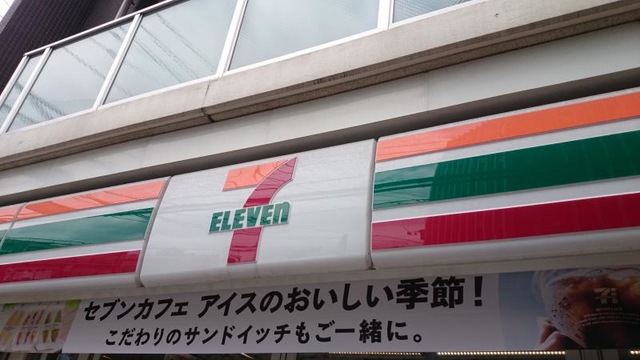 7
ELEVEn
セブンカフェ アイスのおいしい季節!
こだわりのサンドイッチもご一緒に。